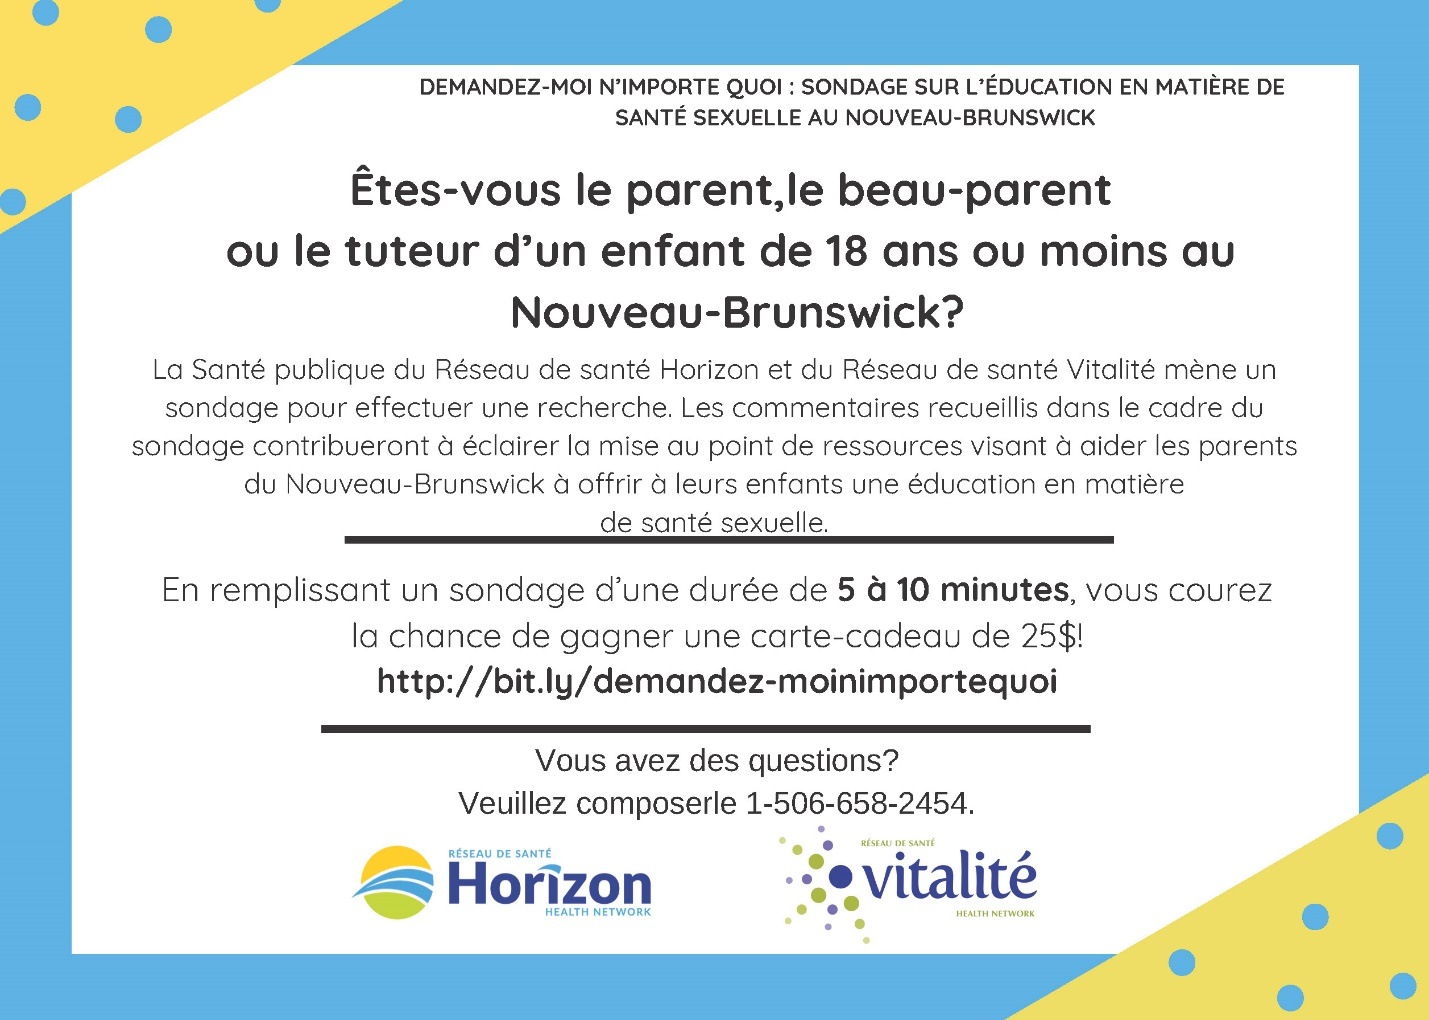 DEMANDEZ-MOI N'IMPORTE QUOI : SONDAGE SUR L'ÉDUCATION EN MATIÈRE DE
SANTÉ SEXUELLE AU NOUVEAU-BRUNSWICK
Êtes-vous le parent,le beau-parent
ou le tuteur d'un enfant de 18 ans ou moins au
Nouveau-Brunswick?
La Santé publique du Réseau de santé Horizon et du Réseau de santé Vitalité mène un
sondage pour effectuer une recherche. Les commentaires recueillis dans le cadre du
sondage contribueront à éclairer la mise au point de ressources visant à aider les parents
du Nouveau-Brunswick à offrir à leurs enfants une éducation en matière
de santé sexuelle.
En remplissant un sondage d'une durée de 5 à 10 minutes, vous courez
la chance de gagner une carte-cadeau de 25$!
http://bit.ly/demandez-moinimportequoi
Vous avez des questions?
Veuillez composerle 1-506-658-2454.
RÉSEAU DE SANTÉ
Horizon
HEALTH NETWORK
RÉSEAU DE SANTÉ
vitalité
HEALTH NETWORK